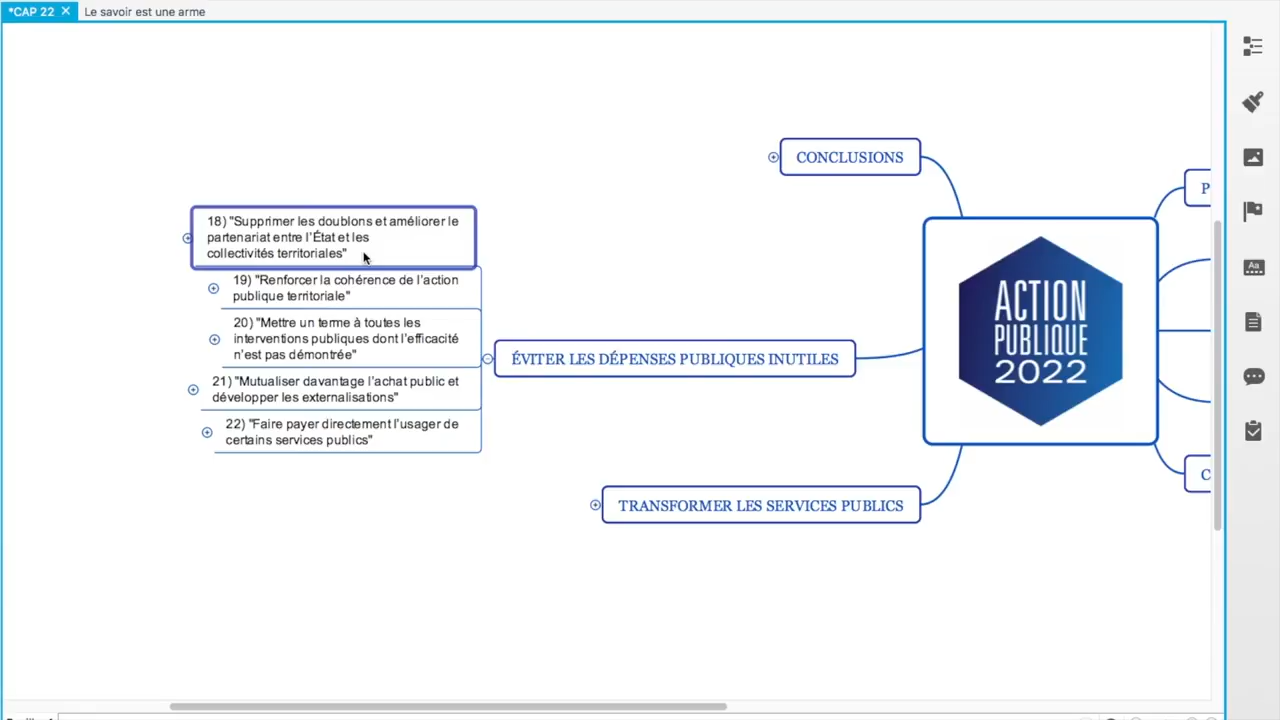 *CAP 22
Le savoir est une arme
CONCLUSIONS
18) "Supprimer les doublons et améliorer le
partenariat entre l'État et les
collectivités territoriales"
19) "Renforcer la cohérence de l'action
publique territoriale"
20) "Mettre un terme à toutes les
interventions publiques dont l'efficacité
n'est pas démontrée"
21) "Mutualiser davantage l'achat public et
développer les externalisations"
22) "Faire payer directement l'usager de
certains services publics"
ÉVITER LES DÉPENSES PUBLIQUES INUTILES
TRANSFORMER LES SERVICES PUBLICS
ACTION
PUBLIQUE
2022
P
C
Aa